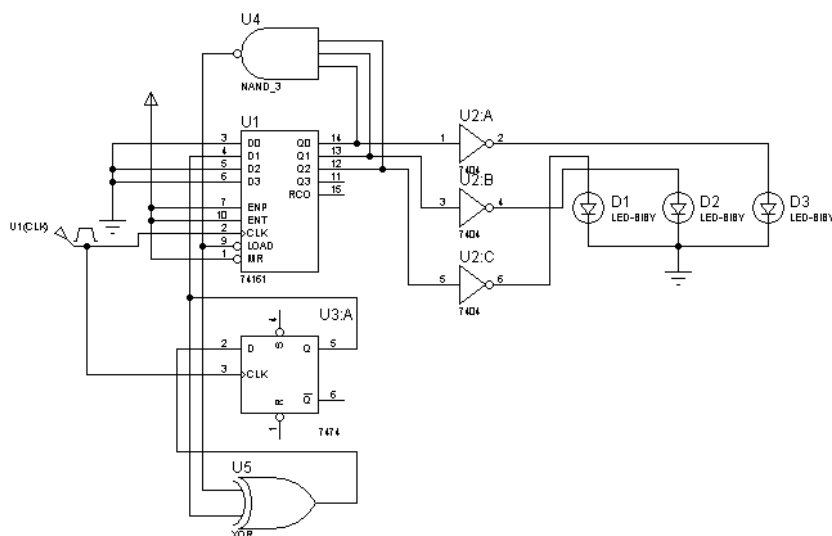 U4
NAND_3
U1
3 D0 Q0 14
4 D1 Q1 13
5 D2 Q2 12
6 D3 Q3 11
RCO 15
7 ENP
10 ENT
2 CLK
9 LOAD
1 MR
74161
U1(CLK)
U2:A
1 2
7404
U2:B
3 4
7404
U2:C
5 6
7404
D1
LED-BIBY
D2
LED-BIBY
D3
LED-BIBY
U3:A
4
S
2 D Q 5
3 CLK
Q 6
R
1
7474
U5
XOR